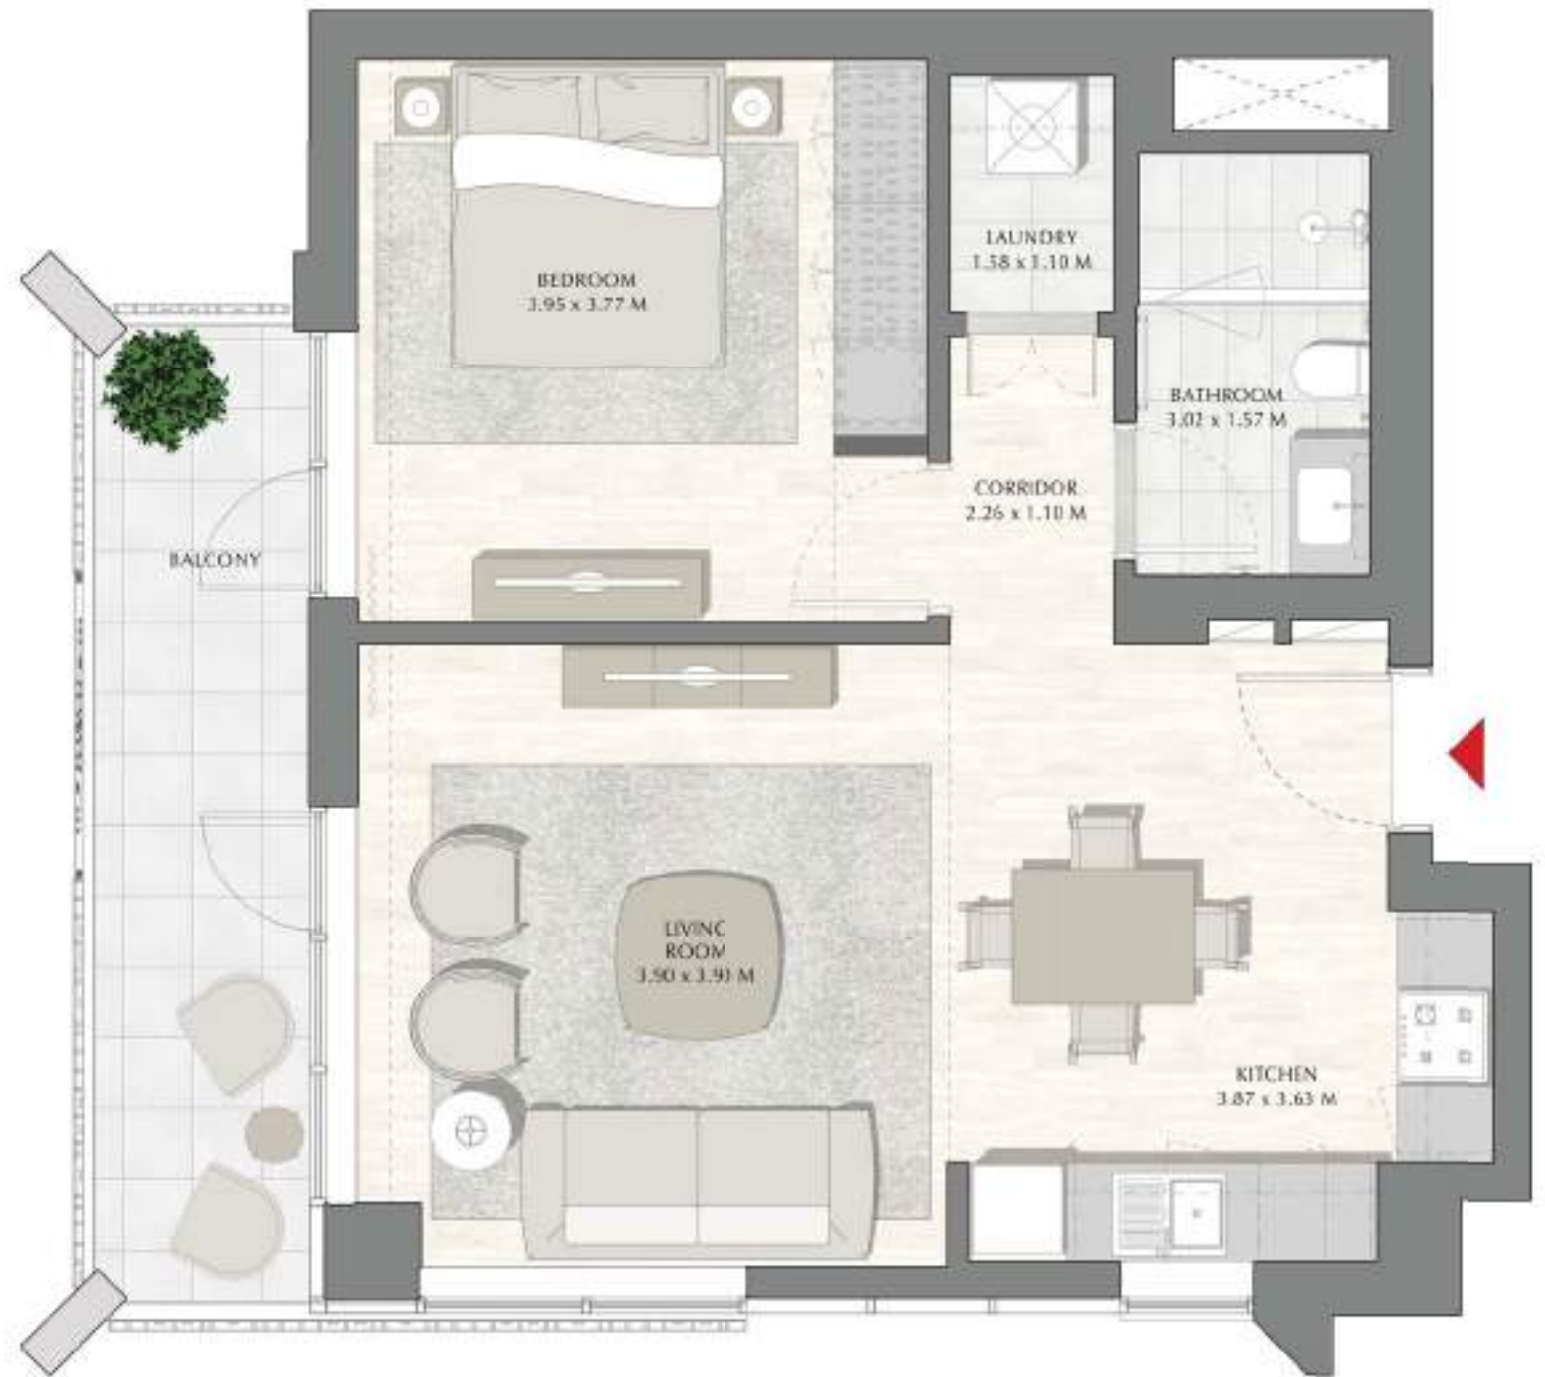 LAUNDRY
1.58 x 1.10 M
BEDROOM
3.95 x 3.77 M
BATHROOM
3.02 x 1.57 M
CORRIDOR
2.26 x 1.10 M
BALCONY
LIVING
ROOM
3.90 x 3.90 M
KITCHEN
3.87 x 3.63 M